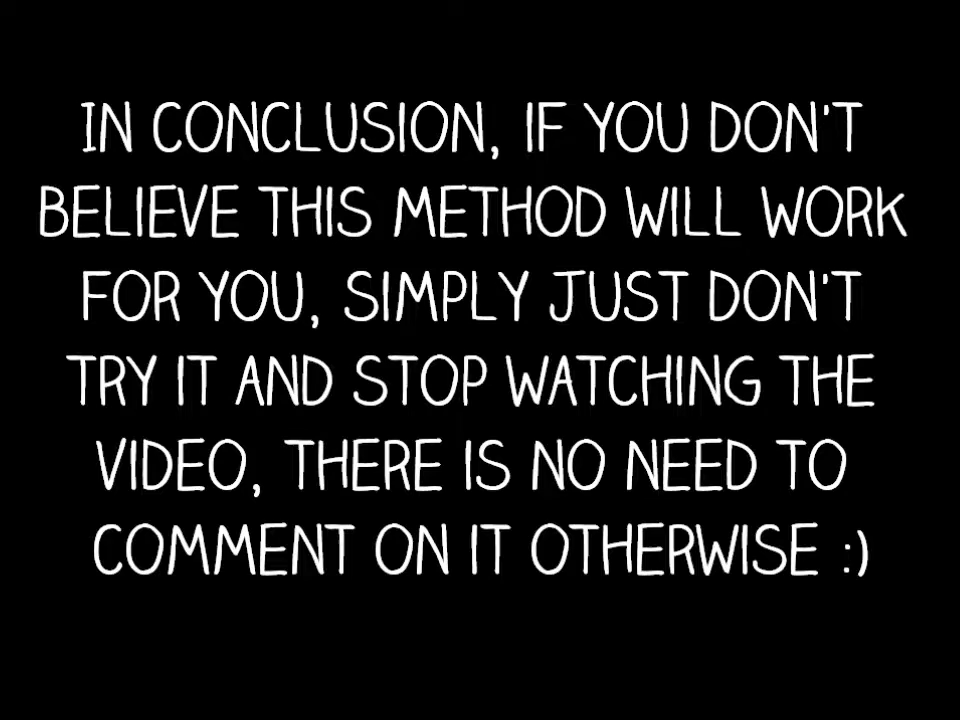 IN CONCLUSION, IF YOU DON'T
BELIEVE THIS METHOD WILL WORK
FOR YOU, SIMPLY JUST DON'T
TRY IT AND STOP WATCHING THE
VIDEO, THERE IS NO NEED TO
COMMENT ON IT OTHERWISE :)